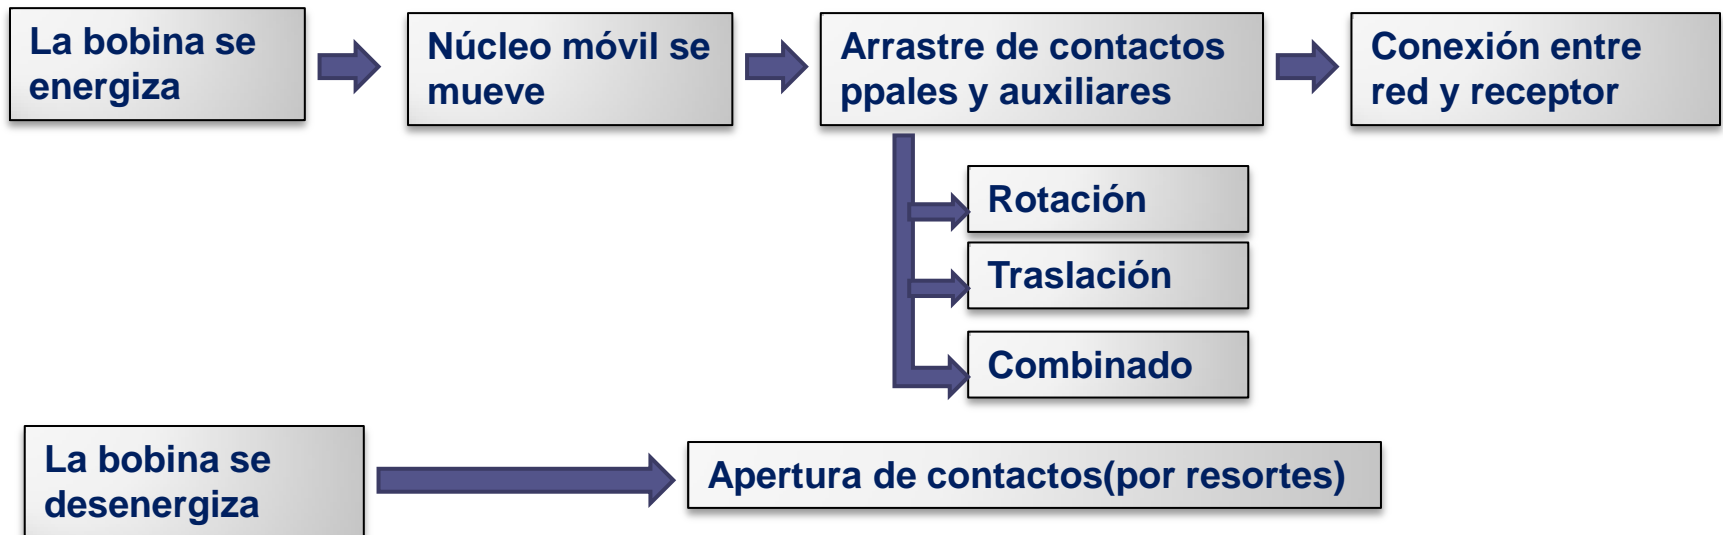 La bobina se
energiza
Núcleo móvil se
mueve
Arrastre de contactos
ppales y auxiliares
Conexión entre
red y receptor
Rotación
Traslación
Combinado
La bobina se
desenergiza
Apertura de contactos(por resortes)